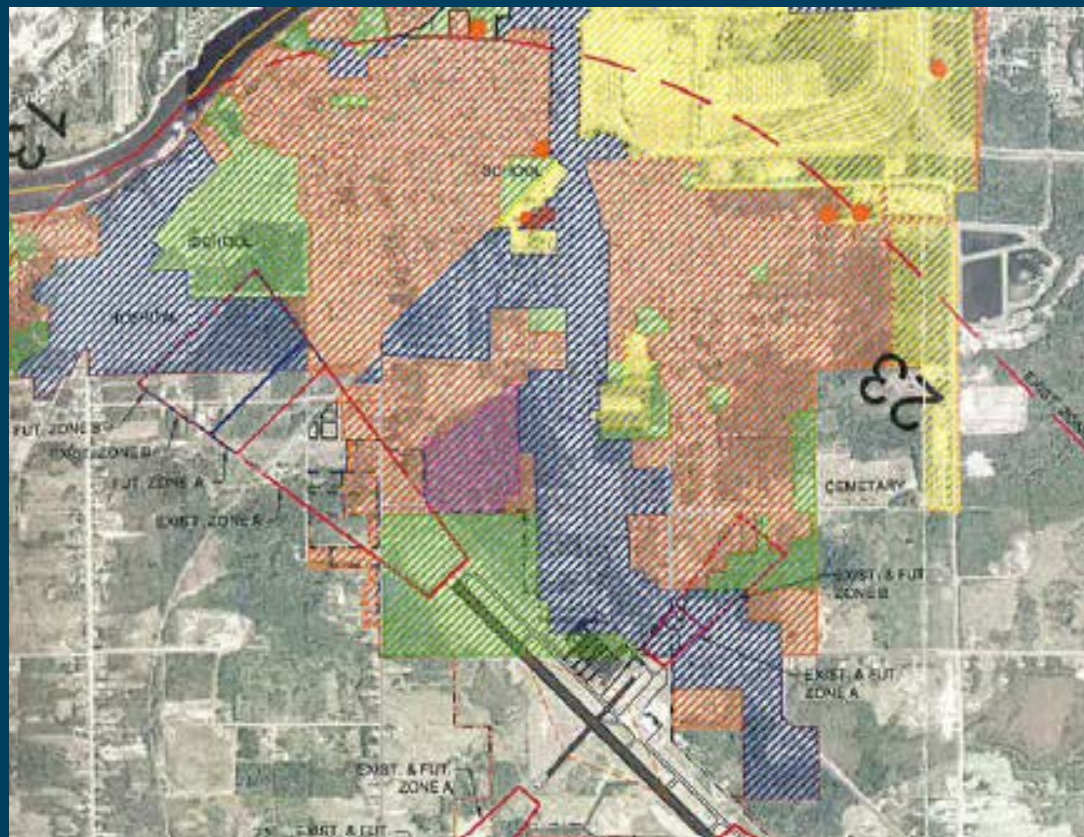 SCHOOL
SCHOOL
FUT. ZONE B
EXIST. ZONE B
FUT. ZONE A
EXIST. ZONE A
23
CEMETARY
EXIST. & FUT.
ZONE B
EXIST. & FUT.
ZONE A
EXIST. & FUT.
ZONE A
EXIST. & FUT.